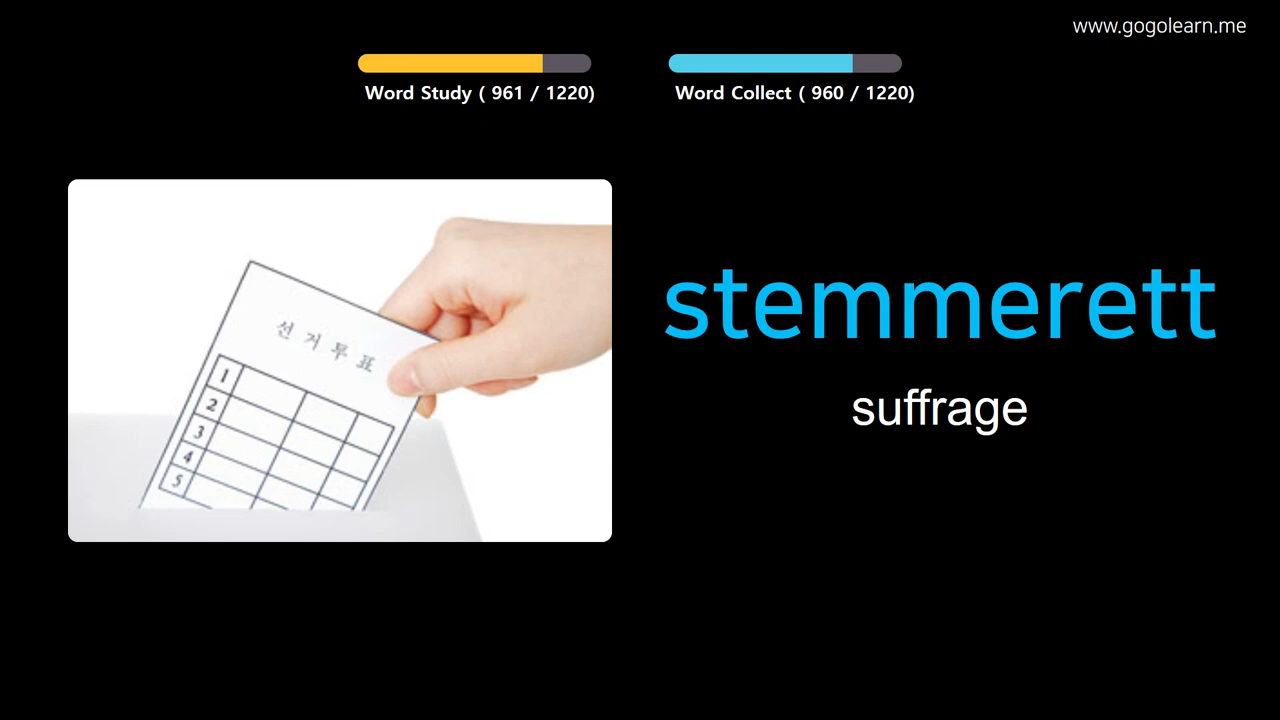 www.gogolearn.me
Word Study ( 961 / 1220)
Word Collect ( 960 / 1220)
선거투표
1
2
3
4
5
stemmerett
suffrage